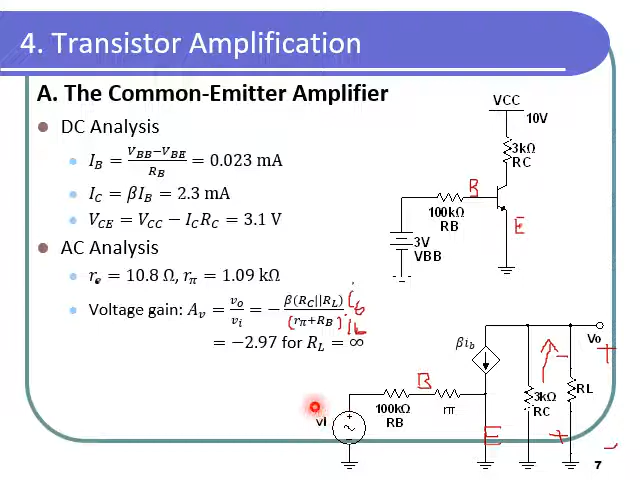 4. Transistor Amplification
A. The Common-Emitter Amplifier
DC Analysis
I_B = (V_BB − V_BE)/R_B = 0.023 mA
I_C = βI_B = 2.3 mA
V_CE = V_CC − I_C R_C = 3.1 V
AC Analysis
r_e = 10.8 Ω, r_π = 1.09 kΩ
Voltage gain: A_v = v_o/v_i = − β(R_C||R_L) i_b / (r_π + R_B) i_b
= −2.97 for R_L = ∞
VCC
10V
3kΩ
RC
B
100kΩ
RB
E
3V
VBB
βi_b
Vo
+
−
B
3kΩ
RC
RL
100kΩ
RB
rπ
vi
+
−
E
+
−
7